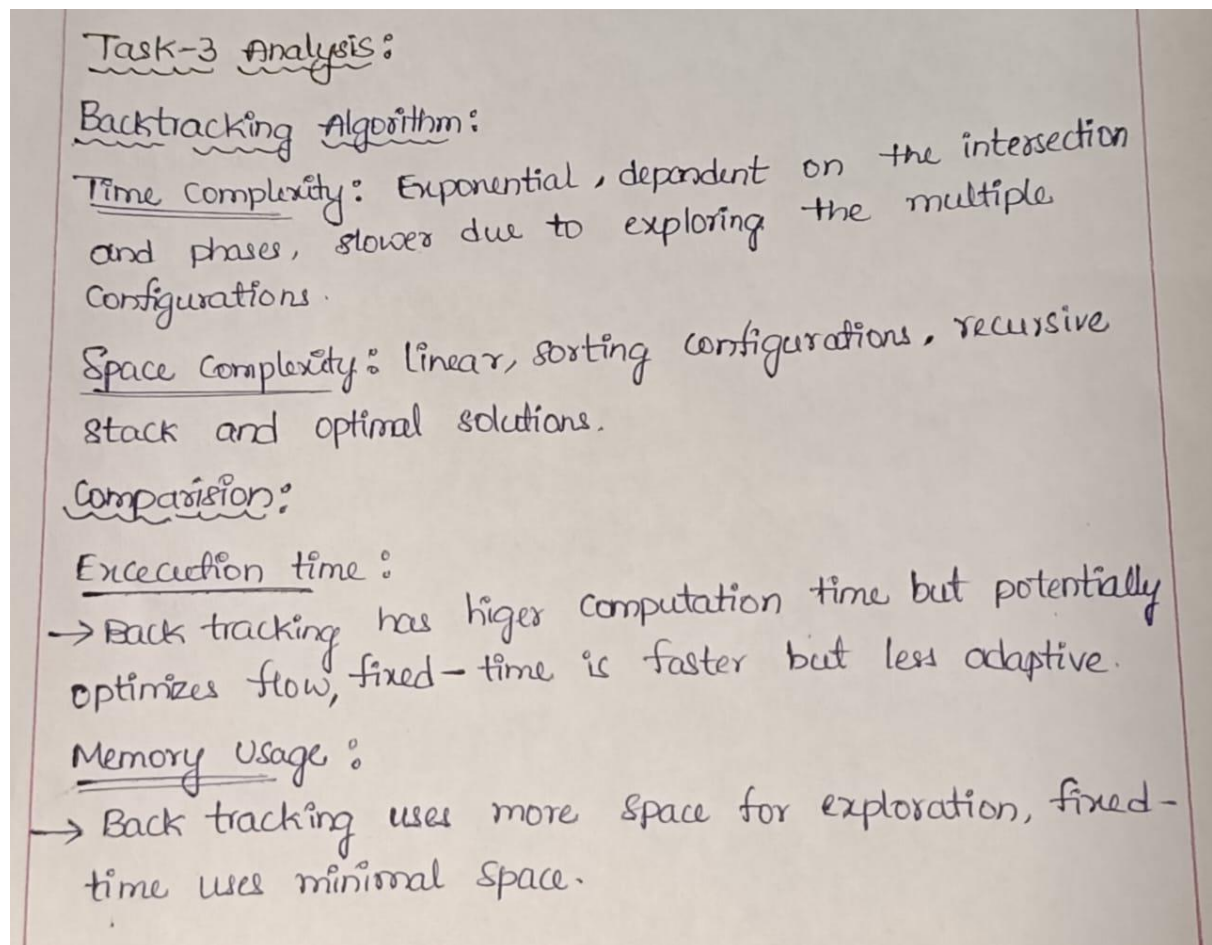 Task-3 Analysis:
Backtracking Algorithm:
Time Complexity: Exponential, dependent on the intersection
and phases, slower due to exploring the multiple
Configurations.
Space Complexity: linear, sorting configurations, recursive
stack and optimal solutions.
Comparision:
Excecution time:
→ Back tracking has higer computation time but potentially
optimizes flow, fixed-time is faster but less adaptive.
Memory Usage:
→ Back tracking uses more space for exploration, fixed-
time uses minimal space.